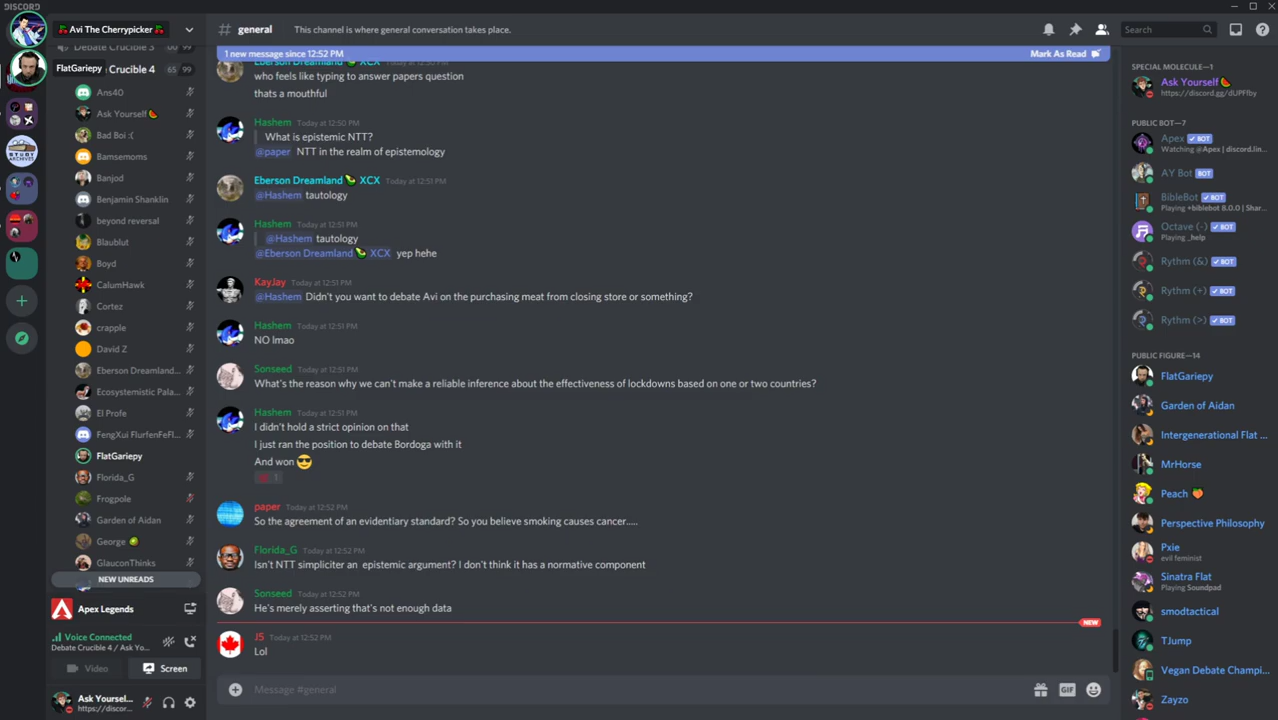 DISCORD
Avi The Cherrypicker
# general
This channel is where general conversation takes place.
Search
Debate Crucible 3 00 99
FlatGariepy
Crucible 4 65 99
Ans40
Ask Yourself
Bad Boi :(
Bamsemoms
Banjod
Benjamin Shanklin
beyond reversal
Blaublut
Boyd
CalumHawk
Cortez
crapple
David Z
Eberson Dreamland...
Ecosystemistic Pala...
El Profe
FengXui FlurfenFeFl...
FlatGariepy
Florida_G
Frogpole
Garden of Aidan
George
GlauconThinks
NEW UNREADS
Apex Legends
Voice Connected
Debate Crucible 4 / Ask Yo...
Video
Screen
Ask Yoursel...
https://discor...
STUDY
ARCHIVES
1 new message since 12:52 PM Mark As Read
Eberson Dreamland XCX Today at 12:50 PM
who feels like typing to answer papers question
thats a mouthful
Hashem Today at 12:50 PM
What is epistemic NTT?
@paper NTT in the realm of epistemology
Eberson Dreamland XCX Today at 12:51 PM
@Hashem tautology
Hashem Today at 12:51 PM
@Hashem tautology
@Eberson Dreamland XCX yep hehe
KayJay Today at 12:51 PM
@Hashem Didn't you want to debate Avi on the purchasing meat from closing store or something?
Hashem Today at 12:51 PM
NO lmao
Sonseed Today at 12:51 PM
What's the reason why we can't make a reliable inference about the effectiveness of lockdowns based on one or two countries?
Hashem Today at 12:51 PM
I didn't hold a strict opinion on that
I just ran the position to debate Bordoga with it
And won
1
paper Today at 12:52 PM
So the agreement of an evidentiary standard? So you believe smoking causes cancer.....
Florida_G Today at 12:52 PM
Isn't NTT simpliciter an epistemic argument? I don't think it has a normative component
Sonseed Today at 12:52 PM
He's merely asserting that's not enough data
NEW
JS Today at 12:52 PM
Lol
Message #general
GIF
SPECIAL MOLECULE—1
Ask Yourself
https://discord.gg/dUPFfby
PUBLIC BOT—7
Apex BOT
Watching @Apex | discord.lin...
AY Bot BOT
BibleBot BOT
Playing +biblebot 8.0.0 | Shar...
Octave (-) BOT
Playing _help
Rythm (&) BOT
Rythm (+) BOT
Rythm (>) BOT
PUBLIC FIGURE—14
FlatGariepy
Garden of Aidan
Intergenerational Flat ...
MrHorse
Peach
Perspective Philosophy
Pxie
evil feminist
Sinatra Flat
Playing Soundpad
smodtactical
TJump
Vegan Debate Champi...
Zayzo